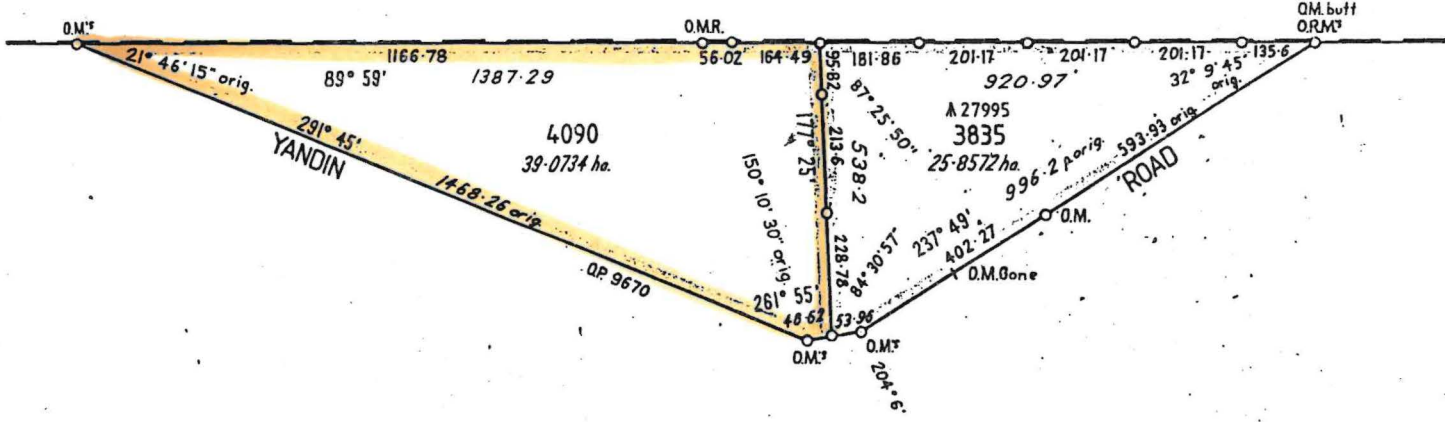 O.M.'s
O.M.R.
O.M. butt
O.R.M.'s
1166·78
56·02
164·49
181·86
201·17
201·17
201·17
135·6
21° 46' 15" orig.
89° 59'
1387·29
95·82
87° 25' 50"
920·97
32° 9' 45"
orig.
291° 45'
YANDIN
4090
39·0734 ha.
177° 25'
213·6
538·2
27995
3835
25·8572 ha.
593·93 orig.
996·2 orig.
ROAD
1468·26 orig.
150° 10' 30" orig.
228·78
84° 30' 57"
237° 49'
402·27
O.M.
O.M. Gone
O.P. 9670
261° 55'
48·62
53·96
O.M.'s
O.M.'s
204° 6'